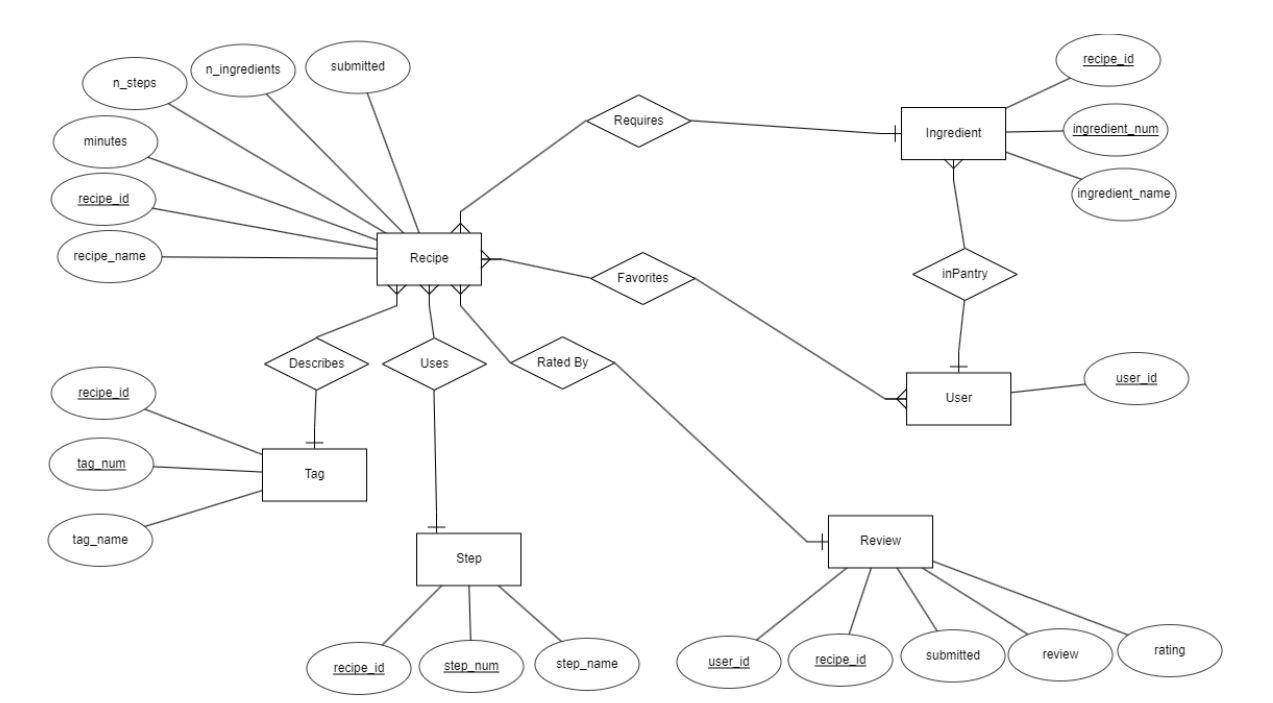 submitted
n_ingredients
n_steps
minutes
recipe_id
recipe_name
Recipe
Requires
Ingredient
recipe_id
ingredient_num
ingredient_name
Favorites
inPantry
User
user_id
Describes
Uses
Rated By
recipe_id
tag_num
tag_name
Tag
Step
recipe_id
step_num
step_name
Review
user_id
recipe_id
submitted
review
rating